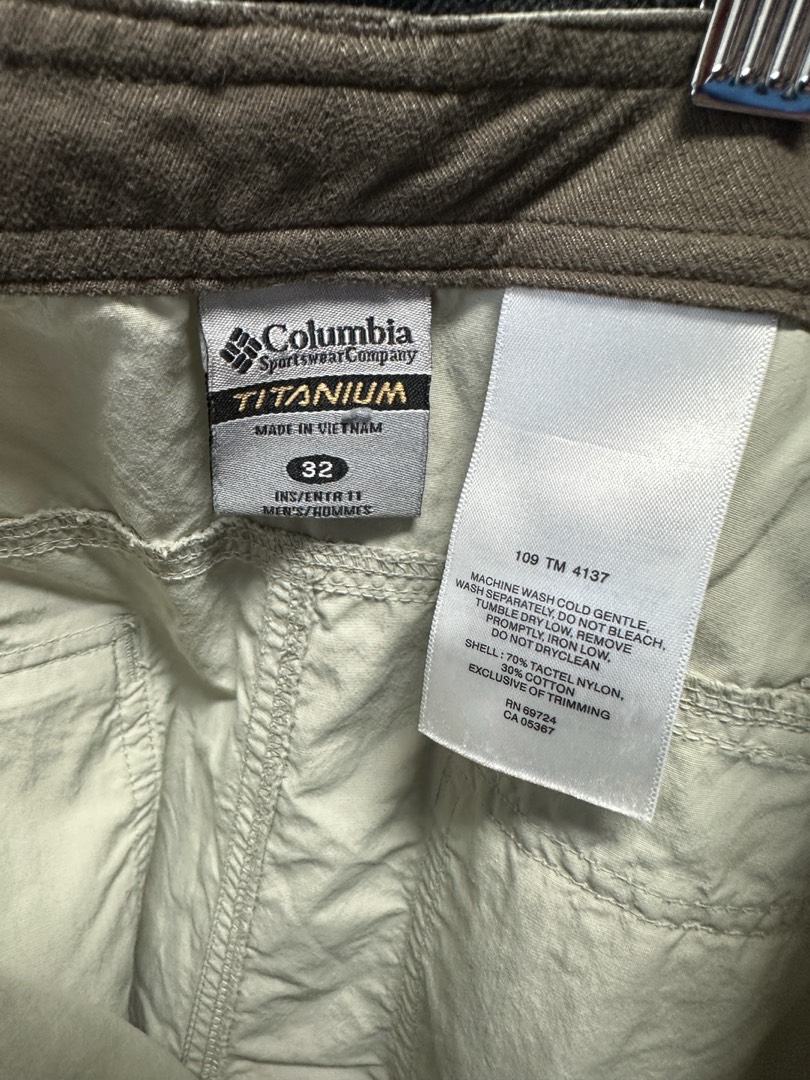 Columbia
Sportswear Company
TITANIUM
MADE IN VIETNAM
32
INS/ENTR 11
MEN'S/HOMMES
109 TM 4137
MACHINE WASH COLD GENTLE,
WASH SEPARATELY, DO NOT BLEACH,
TUMBLE DRY LOW, REMOVE
PROMPTLY, IRON LOW,
DO NOT DRYCLEAN
SHELL : 70% TACTEL NYLON,
30% COTTON
EXCLUSIVE OF TRIMMING
RN 69724
CA 05367